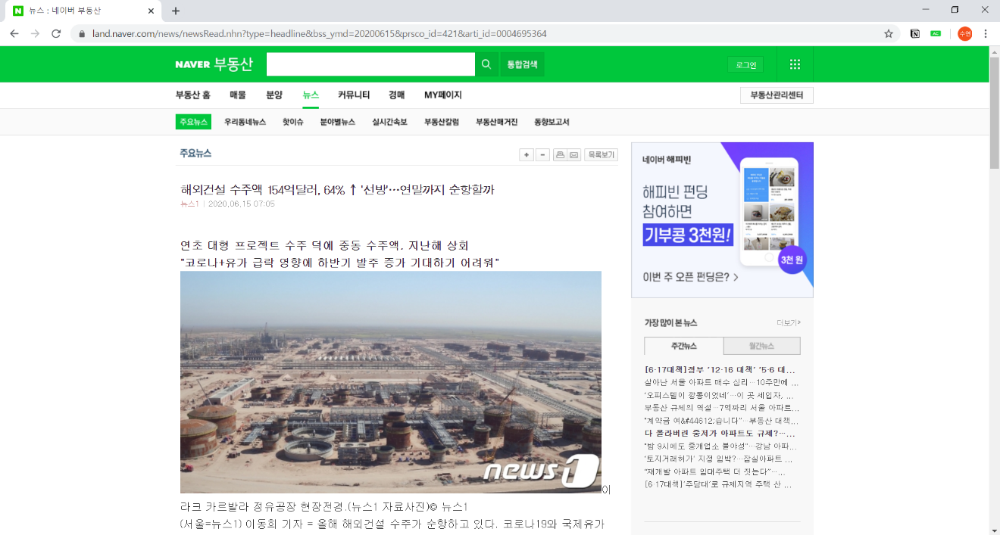 뉴스 : 네이버 부동산
land.naver.com/news/newsRead.nhn?type=headline&bss_ymd=20200615&prsco_id=421&arti_id=0004695364
AC
수연
NAVER 부동산
통합검색
로그인
부동산 홈 매물 분양 뉴스 커뮤니티 경매 MY페이지
부동산관리센터
주요뉴스 우리동네뉴스 핫이슈 분야별뉴스 실시간속보 부동산칼럼 부동산매거진 동향보고서
주요뉴스
+ - 목록보기
해외건설 수주액 154억달러, 64%↑ '선방'…연말까지 순항할까
뉴스1 | 2020.06.15 07:05
연초 대형 프로젝트 수주 덕에 중동 수주액, 지난해 상회
"코로나+유가 급락 영향에 하반기 발주 증가 기대하기 어려워"
news1
이
라크 카르발라 정유공장 현장전경.(뉴스1 자료사진)© 뉴스1
(서울=뉴스1) 이동희 기자 = 올해 해외건설 수주가 순항하고 있다. 코로나19와 국제유가
네이버 해피빈
해피빈 펀딩
참여하면
기부콩 3천원!
3천 원
이번 주 오픈 펀딩은? >
가장 많이 본 뉴스
더보기>
주간뉴스 월간뉴스
[6·17대책]정부 '12·16 대책' '5·6 대...
살아난 서울 아파트 매수 심리…10주만에 ...
'오피스텔이 깡통이었네'…이 곳 세입자, ...
부동산 규제의 역설…7억짜리 서울 아파트...
"계약금 여&#44612;습니다"…부동산 대책...
다 올라버린 중저가 아파트도 규제?…...
"밤 9시에도 중개업소 불야성"…강남 아파...
'토지거래허가' 지정 임박?…잠실아파트 ...
"재개발 아파트 임대주택 더 짓는다"…...
[6·17대책]'주담대'로 규제지역 주택 산 ...